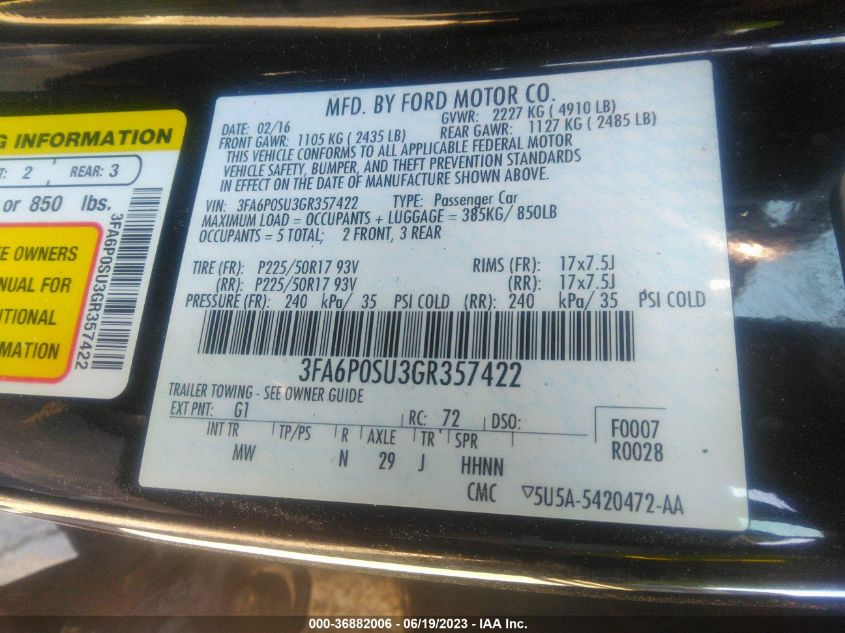 G INFORMATION
2 REAR: 3
or 850 lbs.
OWNERS
MANUAL FOR
3FA6P0SU3GR357422
MFD. BY FORD MOTOR CO.
DATE: 02/16 GVWR: 2227 KG ( 4910 LB)
FRONT GAWR: 1105 KG ( 2435 LB) REAR GAWR: 1127 KG ( 2485 LB)
THIS VEHICLE CONFORMS TO ALL APPLICABLE FEDERAL MOTOR
VEHICLE SAFETY, BUMPER, AND THEFT PREVENTION STANDARDS
IN EFFECT ON THE DATE OF MANUFACTURE SHOWN ABOVE.
VIN: 3FA6P0SU3GR357422 TYPE: Passenger Car
MAXIMUM LOAD = OCCUPANTS + LUGGAGE = 385KG/ 850LB
OCCUPANTS = 5 TOTAL; 2 FRONT, 3 REAR
TIRE (FR): P225/50R17 93V RIMS (FR): 17x7.5J
(RR): P225/50R17 93V (RR): 17x7.5J
PRESSURE (FR): 240 kPa/ 35 PSI COLD (RR): 240 kPa/ 35 PSI COLD
3FA6P0SU3GR357422
TRAILER TOWING - SEE OWNER GUIDE
EXT PNT: G1 RC: 72 DSO:
INT TR TP/PS R AXLE TR SPR
MW N 29 J HHNN
F0007
R0028
CMC ▽5U5A-5420472-AA
000-36882006 - 06/19/2023 - IAA Inc.